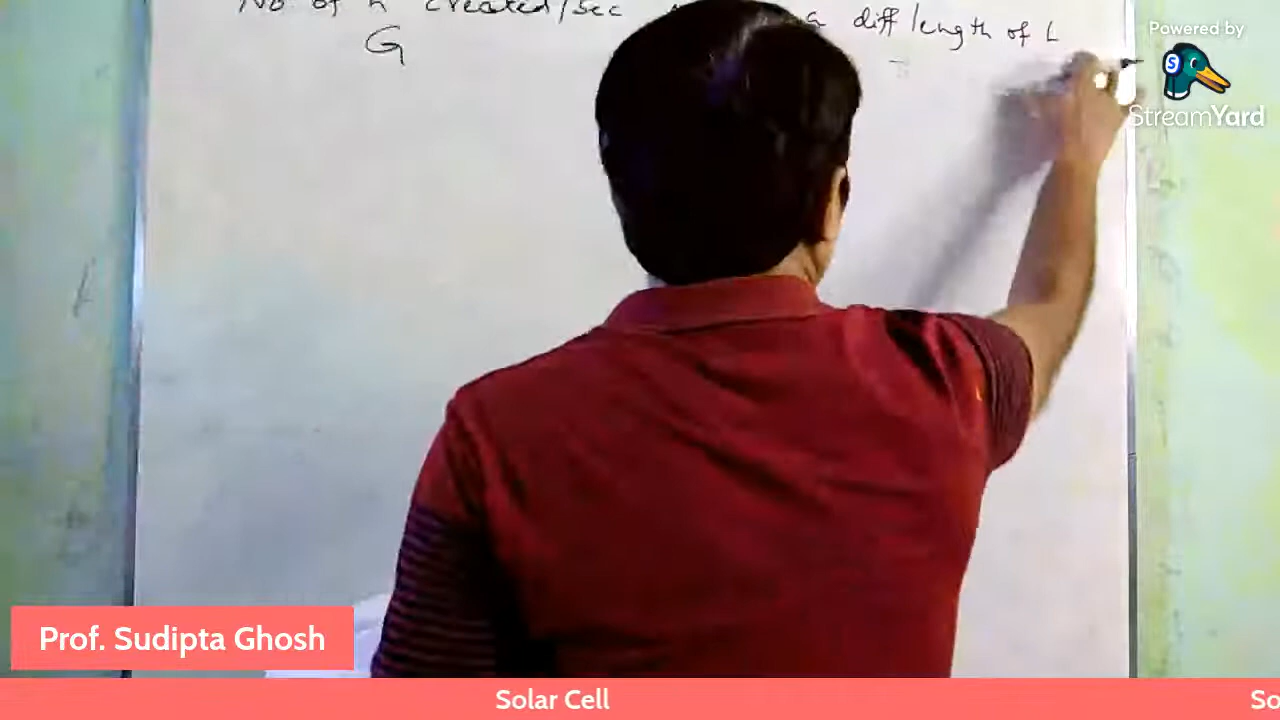 No of h created/sec a diff length of L
G
Powered by
S
StreamYard
Prof. Sudipta Ghosh
Solar Cell
So